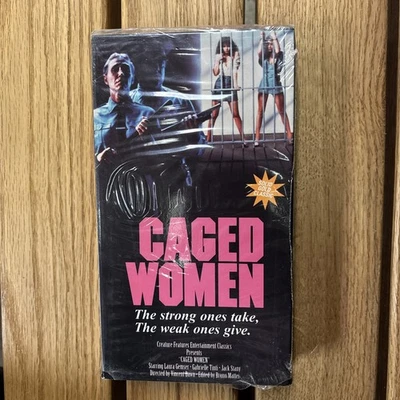 CAGED
WOMEN
The strong ones take,
The weak ones give.
Creature Features Entertainment Classics
Presents
"CAGED WOMEN"
Starring Laura Gemser · Gabrielle Tinti · Jack Stany
Directed by Vincent Dawn · Edited by Bruno Mattei